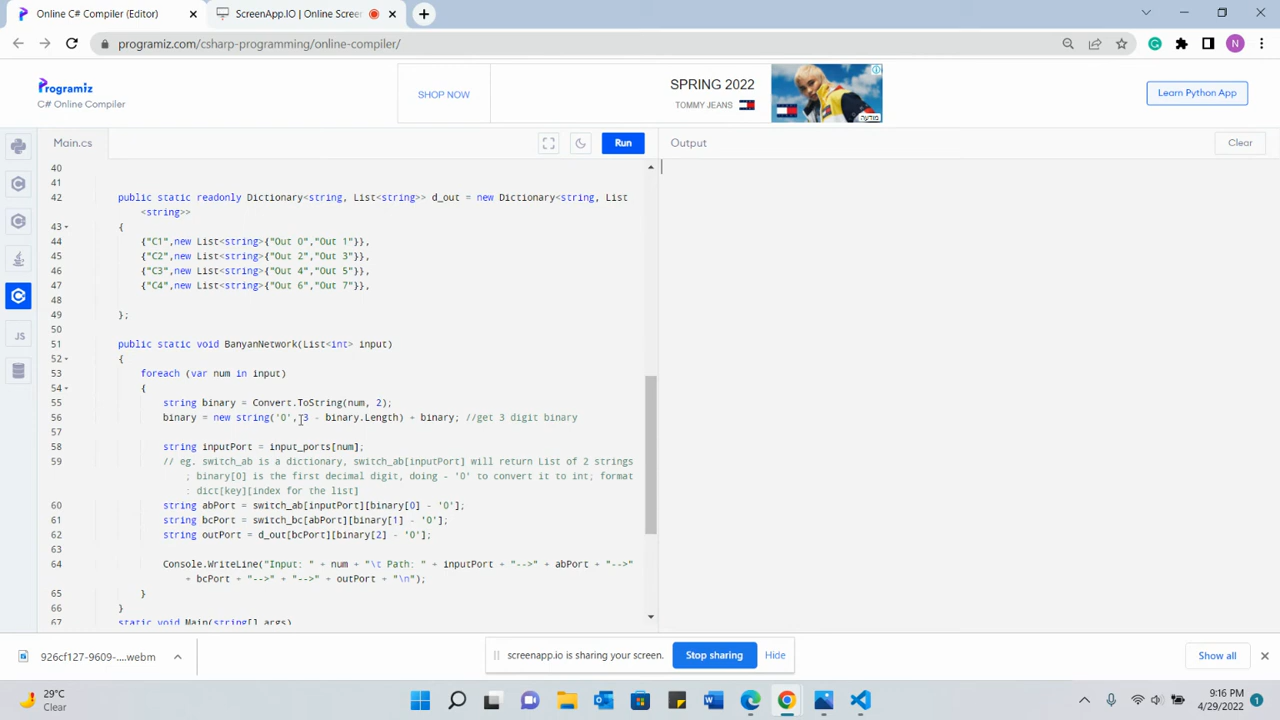 Online C# Compiler (Editor)
ScreenApp.IO | Online Scree
programiz.com/csharp-programming/online-compiler/
N
Programiz
C# Online Compiler
SHOP NOW
SPRING 2022
TOMMY JEANS
מודעה
Learn Python App
Main.cs
Run
Output
Clear
40
41
42 public static readonly Dictionary<string, List<string>> d_out = new Dictionary<string, List
<string>>
43 {
44 {"C1",new List<string>{"Out 0","Out 1"}},
45 {"C2",new List<string>{"Out 2","Out 3"}},
46 {"C3",new List<string>{"Out 4","Out 5"}},
47 {"C4",new List<string>{"Out 6","Out 7"}},
48
49 };
50
51 public static void BanyanNetwork(List<int> input)
52 {
53 foreach (var num in input)
54 {
55 string binary = Convert.ToString(num, 2);
56 binary = new string('0', 3 - binary.Length) + binary; //get 3 digit binary
57
58 string inputPort = input_ports[num];
59 // eg. switch_ab is a dictionary, switch_ab[inputPort] will return List of 2 strings
; binary[0] is the first decimal digit, doing - '0' to convert it to int; format
: dict[key][index for the list]
60 string abPort = switch_ab[inputPort][binary[0] - '0'];
61 string bcPort = switch_bc[abPort][binary[1] - '0'];
62 string outPort = d_out[bcPort][binary[2] - '0'];
63
64 Console.WriteLine("Input: " + num + "\t Path: " + inputPort + "-->" + abPort + "-->"
+ bcPort + "-->" + "-->" + outPort + "\n");
65 }
66 }
67 static void Main(string[] args)
JS
926cf127-9609-....webm
screenapp.io is sharing your screen.
Stop sharing
Hide
Show all
29°C
Clear
9:16 PM
4/29/2022
1